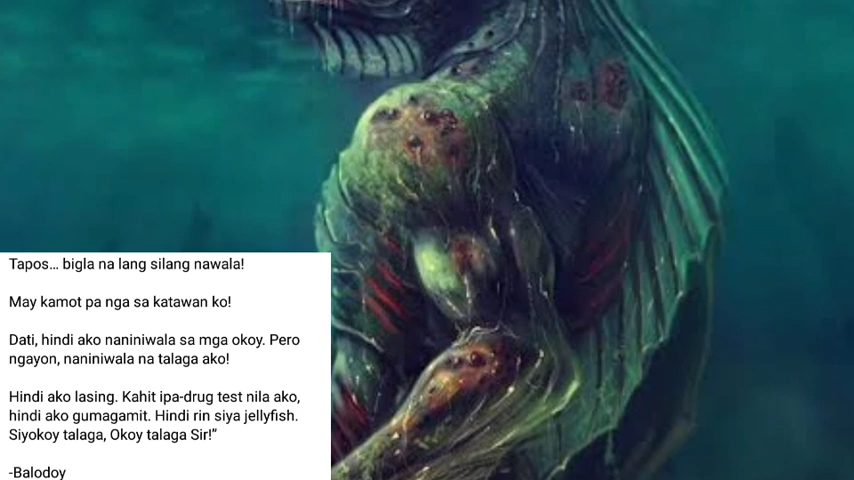 Tapos… bigla na lang silang nawala!
May kamot pa nga sa katawan ko!
Dati, hindi ako naniniwala sa mga okoy. Pero
ngayon, naniniwala na talaga ako!
Hindi ako lasing. Kahit ipa-drug test nila ako,
hindi ako gumagamit. Hindi rin siya jellyfish.
Siyokoy talaga, Okoy talaga Sir!”
-Balodoy